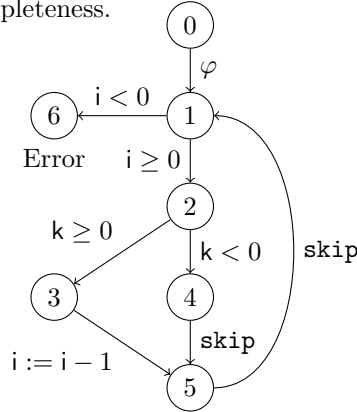 pleteness.
0
φ
i < 0
6
1
Error
i ≥ 0
2
k ≥ 0
k < 0
skip
3
4
skip
i := i − 1
5